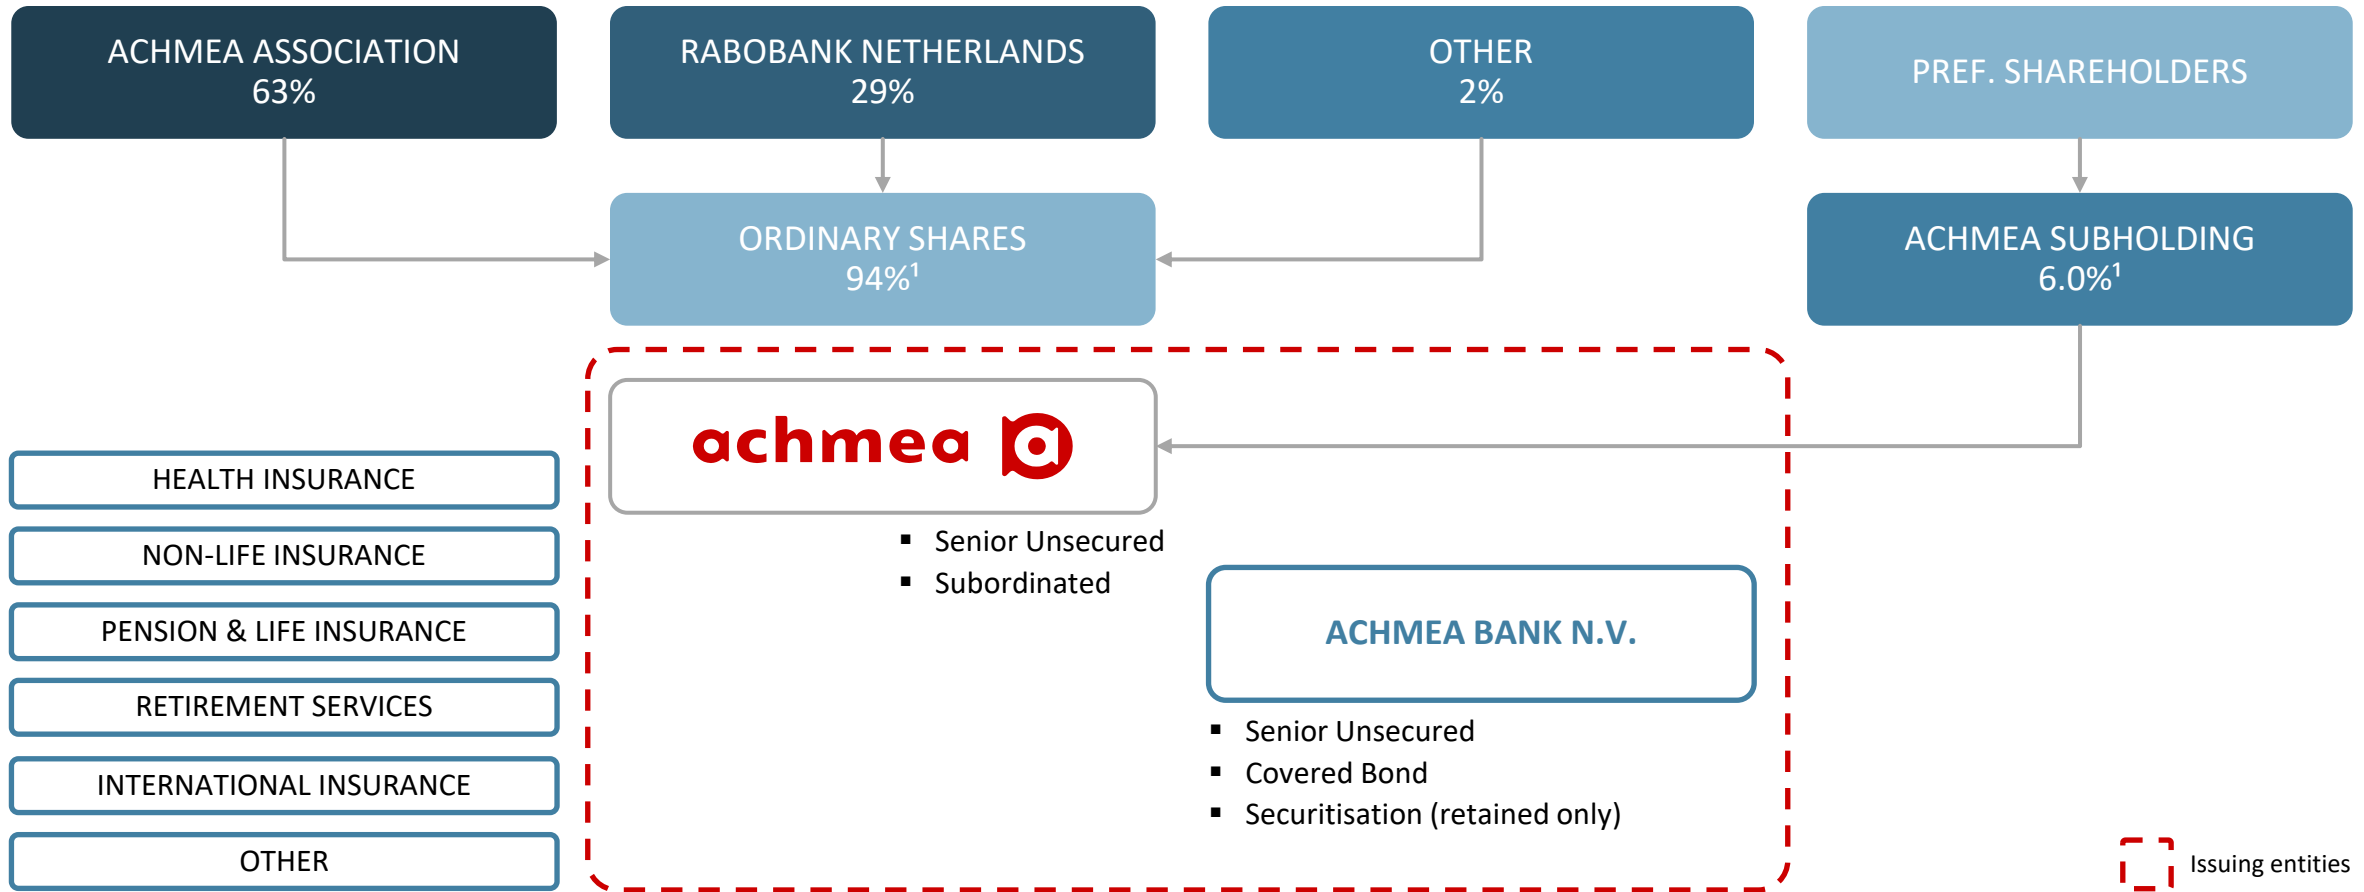 ACHMEA ASSOCIATION
63%
RABOBANK NETHERLANDS
29%
OTHER
2%
PREF. SHAREHOLDERS
ORDINARY SHARES
94%¹
ACHMEA SUBHOLDING
6.0%¹
achmea
Senior Unsecured
Subordinated
HEALTH INSURANCE
NON-LIFE INSURANCE
PENSION & LIFE INSURANCE
RETIREMENT SERVICES
INTERNATIONAL INSURANCE
OTHER
ACHMEA BANK N.V.
Senior Unsecured
Covered Bond
Securitisation (retained only)
Issuing entities